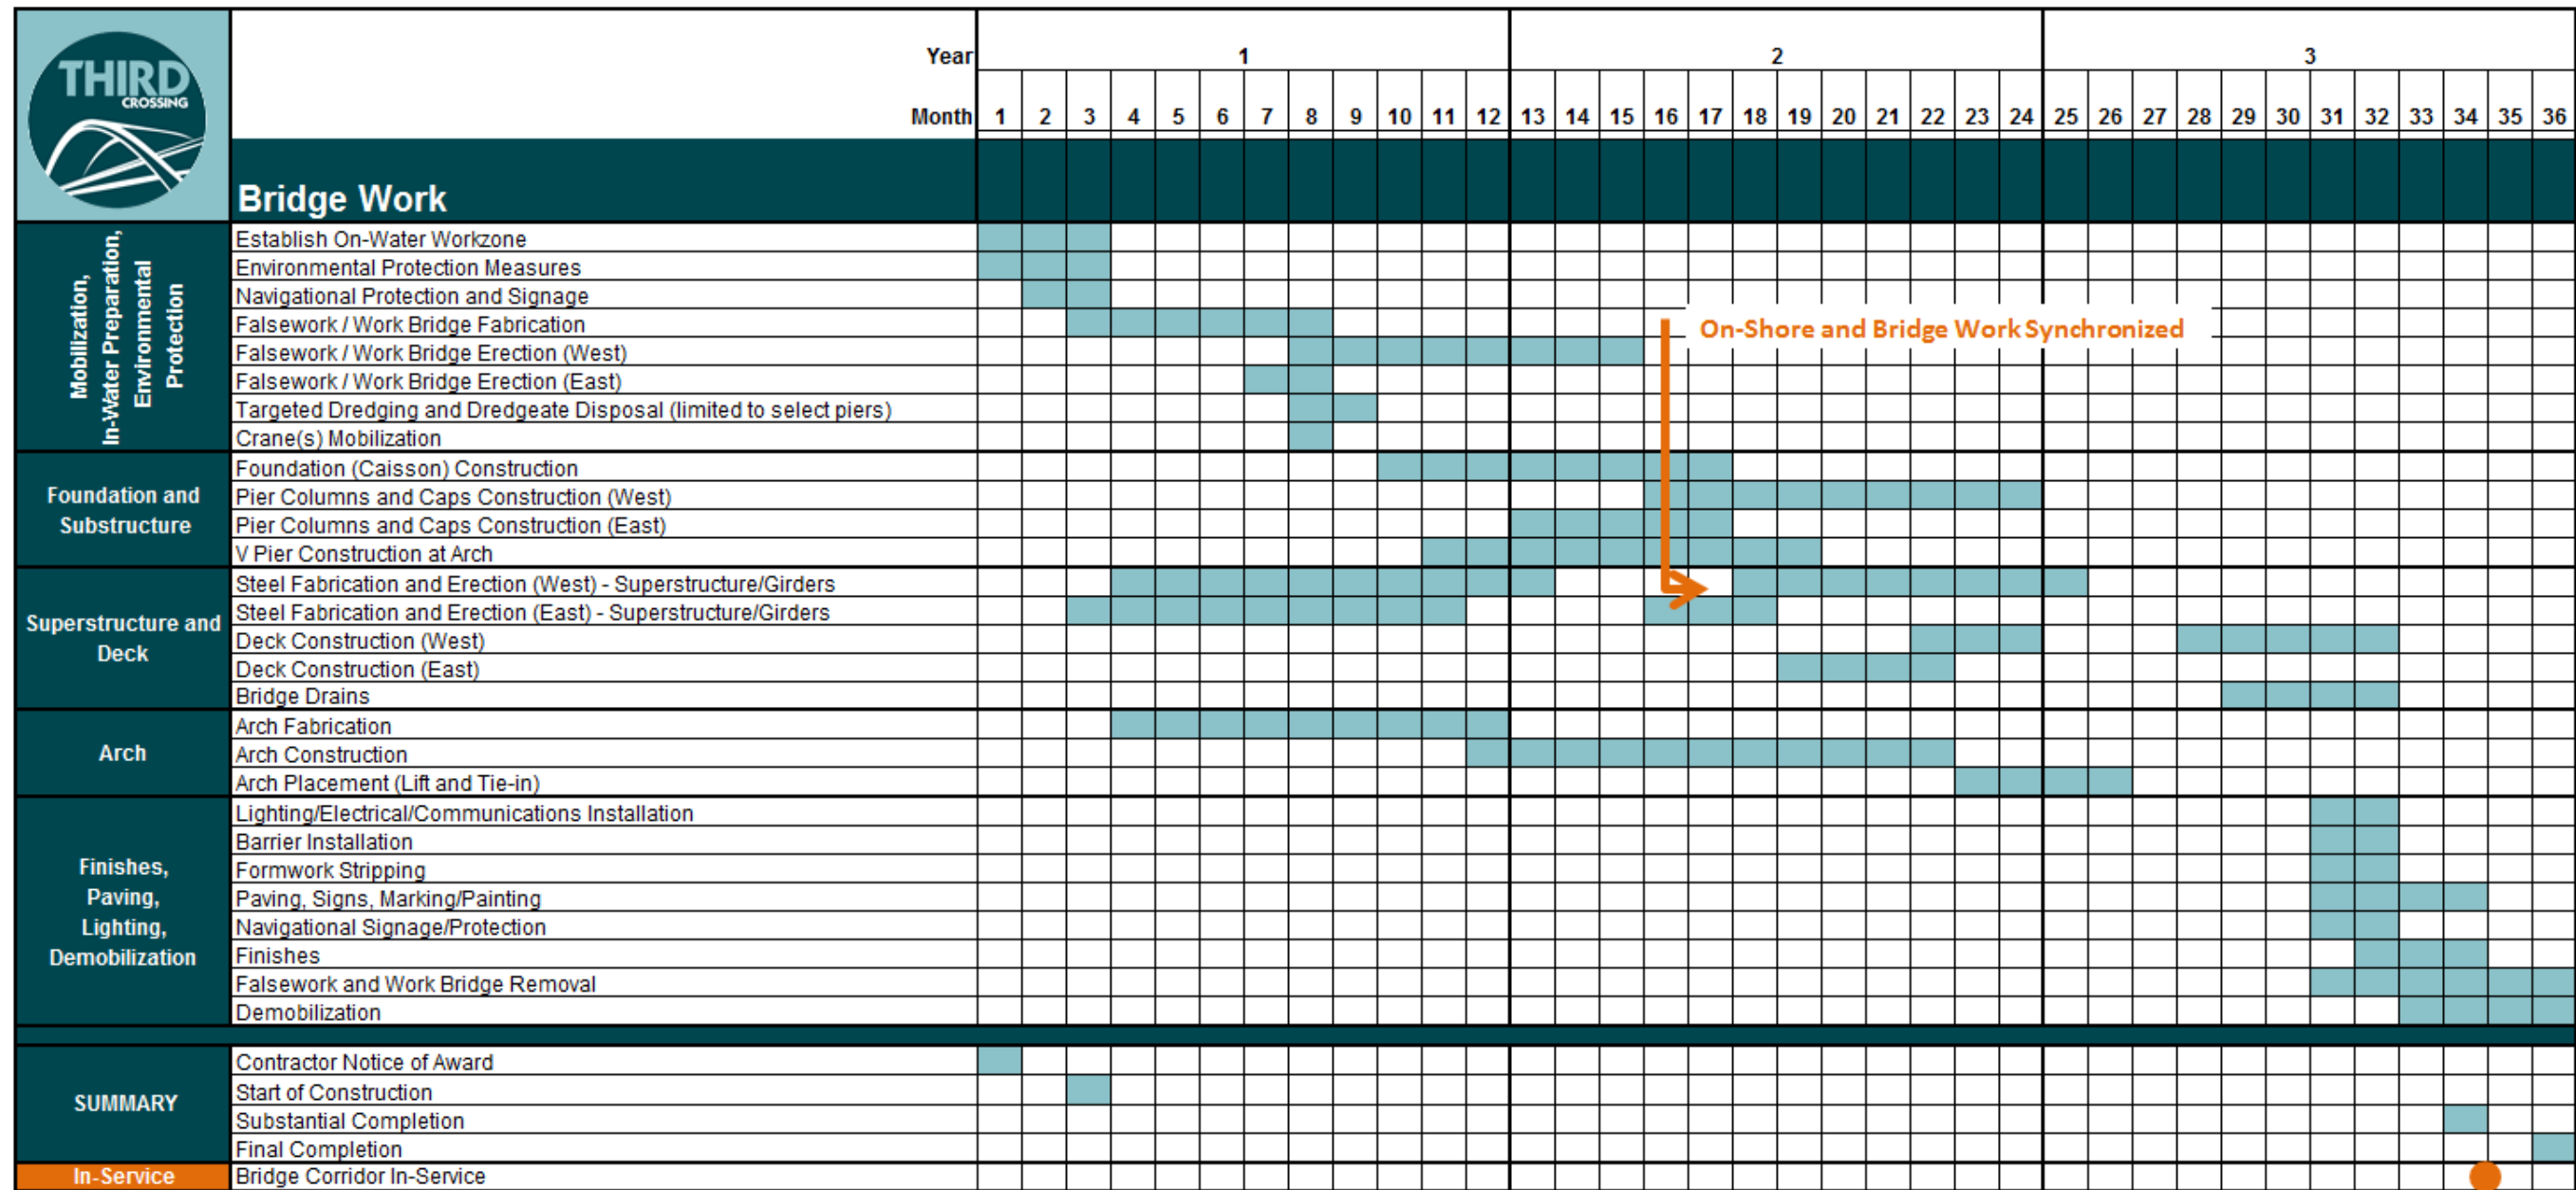 THIRD
CROSSING
Year 1 2 3
Month 1 2 3 4 5 6 7 8 9 10 11 12 13 14 15 16 17 18 19 20 21 22 23 24 25 26 27 28 29 30 31 32 33 34 35 36
Bridge Work
Mobilization,
In-Water Preparation,
Environmental
Protection
Establish On-Water Workzone
Environmental Protection Measures
Navigational Protection and Signage
Falsework / Work Bridge Fabrication
On-Shore and Bridge Work Synchronized
Falsework / Work Bridge Erection (West)
Falsework / Work Bridge Erection (East)
Targeted Dredging and Dredgeate Disposal (limited to select piers)
Crane(s) Mobilization
Foundation and
Substructure
Foundation (Caisson) Construction
Pier Columns and Caps Construction (West)
Pier Columns and Caps Construction (East)
V Pier Construction at Arch
Superstructure and
Deck
Steel Fabrication and Erection (West) - Superstructure/Girders
Steel Fabrication and Erection (East) - Superstructure/Girders
Deck Construction (West)
Deck Construction (East)
Bridge Drains
Arch
Arch Fabrication
Arch Construction
Arch Placement (Lift and Tie-in)
Finishes,
Paving,
Lighting,
Demobilization
Lighting/Electrical/Communications Installation
Barrier Installation
Formwork Stripping
Paving, Signs, Marking/Painting
Navigational Signage/Protection
Finishes
Falsework and Work Bridge Removal
Demobilization
SUMMARY
Contractor Notice of Award
Start of Construction
Substantial Completion
Final Completion
In-Service
Bridge Corridor In-Service